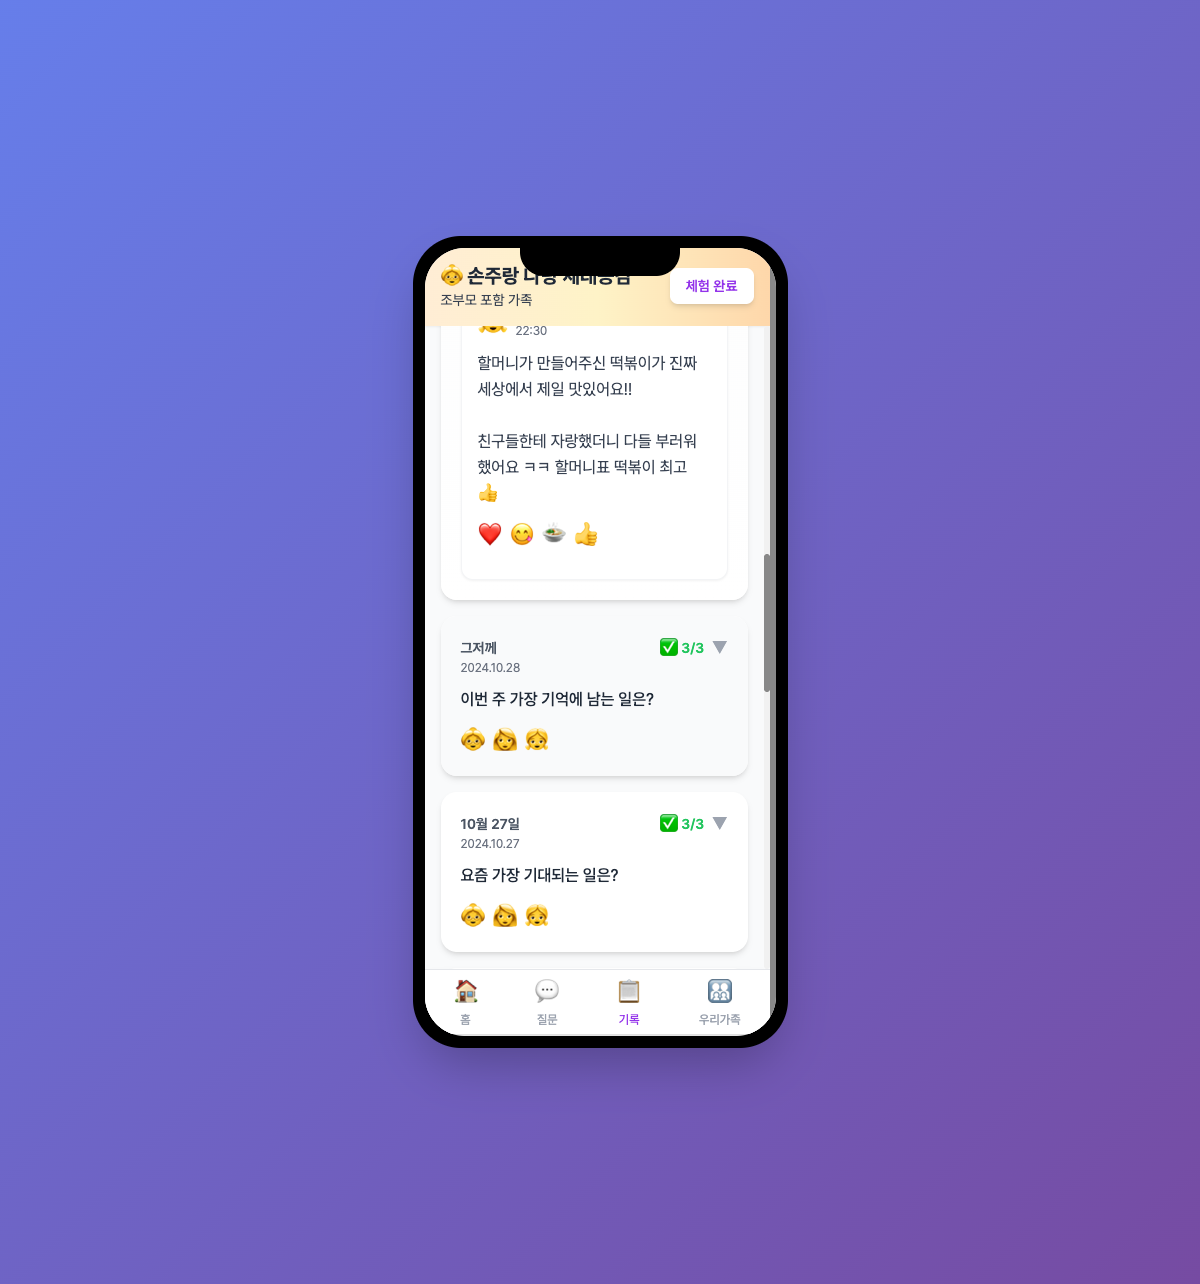 손주랑
조부모 포함 가족
체험 완료
22:30
할머니가 만들어주신 떡볶이가 진짜
세상에서 제일 맛있어요!!
친구들한테 자랑했더니 다들 부러워
했어요 ㅋㅋ 할머니표 떡볶이 최고
👍
❤️ 😋 🍲 👍
그저께
✅ 3/3 ▼
2024.10.28
이번 주 가장 기억에 남는 일은?
10월 27일
✅ 3/3 ▼
2024.10.27
요즘 가장 기대되는 일은?
홈
질문
기록
우리가족